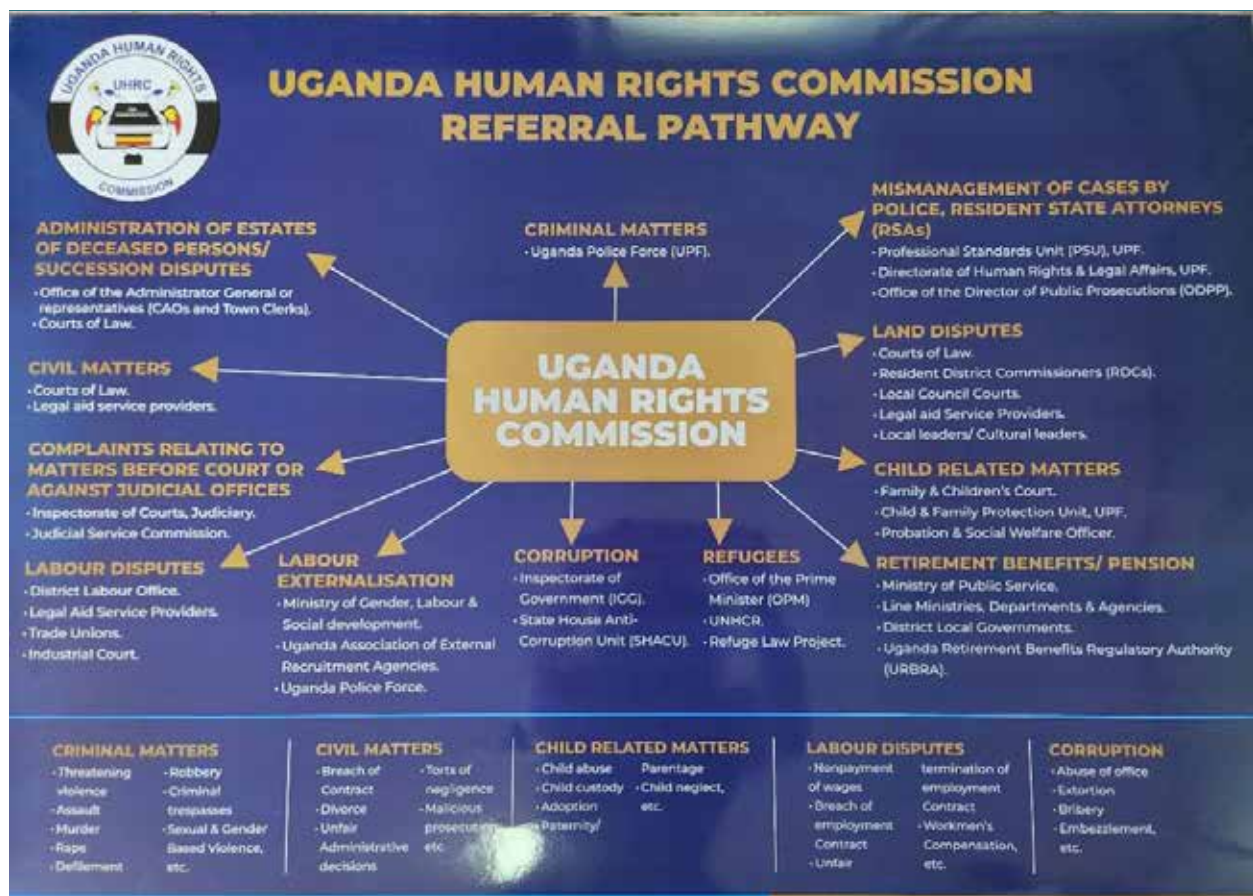 UGANDA HUMAN RIGHTS
UHRC
COMMISSION
UGANDA HUMAN RIGHTS COMMISSION
REFERRAL PATHWAY
ADMINISTRATION OF ESTATES
OF DECEASED PERSONS/
SUCCESSION DISPUTES
• Office of the Administrator General or
representatives (CAOs and Town Clerks).
• Courts of Law.
CIVIL MATTERS
• Courts of Law.
• Legal aid service providers.
COMPLAINTS RELATING TO
MATTERS BEFORE COURT OR
AGAINST JUDICIAL OFFICES
• Inspectorate of Courts, Judiciary.
• Judicial Service Commission.
LABOUR DISPUTES
• District Labour Office.
• Legal Aid Service Providers.
• Trade Unions.
• Industrial Court.
LABOUR
EXTERNALISATION
• Ministry of Gender, Labour &
Social development.
• Uganda Association of External
Recruitment Agencies.
• Uganda Police Force.
CRIMINAL MATTERS
• Uganda Police Force (UPF).
UGANDA
HUMAN RIGHTS
COMMISSION
CORRUPTION
• Inspectorate of
Government (IGG).
• State House Anti-
Corruption Unit (SHACU).
REFUGEES
• Office of the Prime
Minister (OPM)
• UNHCR.
• Refuge Law Project.
MISMANAGEMENT OF CASES BY
POLICE, RESIDENT STATE ATTORNEYS
(RSAs)
• Professional Standards Unit (PSU), UPF.
• Directorate of Human Rights & Legal Affairs, UPF.
• Office of the Director of Public Prosecutions (ODPP).
LAND DISPUTES
• Courts of Law.
• Resident District Commissioners (RDCs).
• Local Council Courts.
• Legal aid Service Providers.
• Local leaders/ Cultural leaders.
CHILD RELATED MATTERS
• Family & Children's Court.
• Child & Family Protection Unit, UPF.
• Probation & Social Welfare Officer.
RETIREMENT BENEFITS/ PENSION
• Ministry of Public Service.
• Line Ministries, Departments & Agencies.
• District Local Governments.
• Uganda Retirement Benefits Regulatory Authority
(URBRA).
CRIMINAL MATTERS
• Threatening
violence
• Assault
• Murder
• Rape
• Defilement
• Robbery
• Criminal
trespasses
• Sexual & Gender
Based Violence,
etc.
CIVIL MATTERS
• Breach of
Contract
• Divorce
• Unfair
Administrative
decisions
• Torts of
negligence
• Malicious
prosecution
etc
CHILD RELATED MATTERS
• Child abuse
• Child custody
• Adoption
• Paternity/
Parentage
• Child neglect,
etc.
LABOUR DISPUTES
• Nonpayment
of wages
• Breach of
employment
Contract
• Unfair
termination of
employment
Contract
• Workmen's
Compensation,
etc.
CORRUPTION
• Abuse of office
• Extortion
• Bribery
• Embezzlement,
etc.